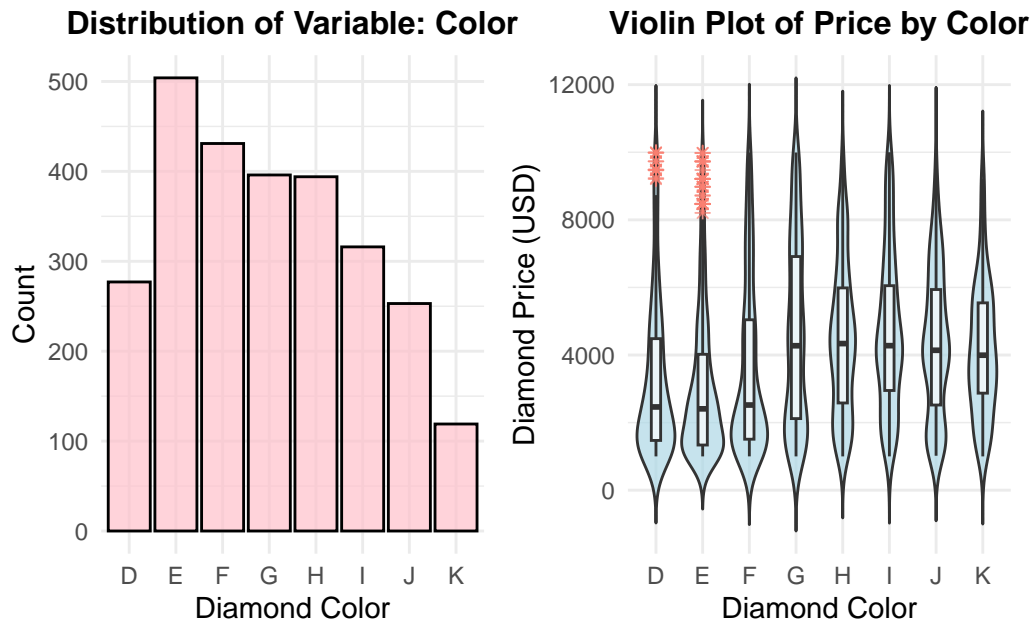 Distribution of Variable: Color
500
400
300
200
100
0
Count
D E F G H I J K
Diamond Color
Violin Plot of Price by Color
12000
8000
4000
0
Diamond Price (USD)
D E F G H I J K
Diamond Color